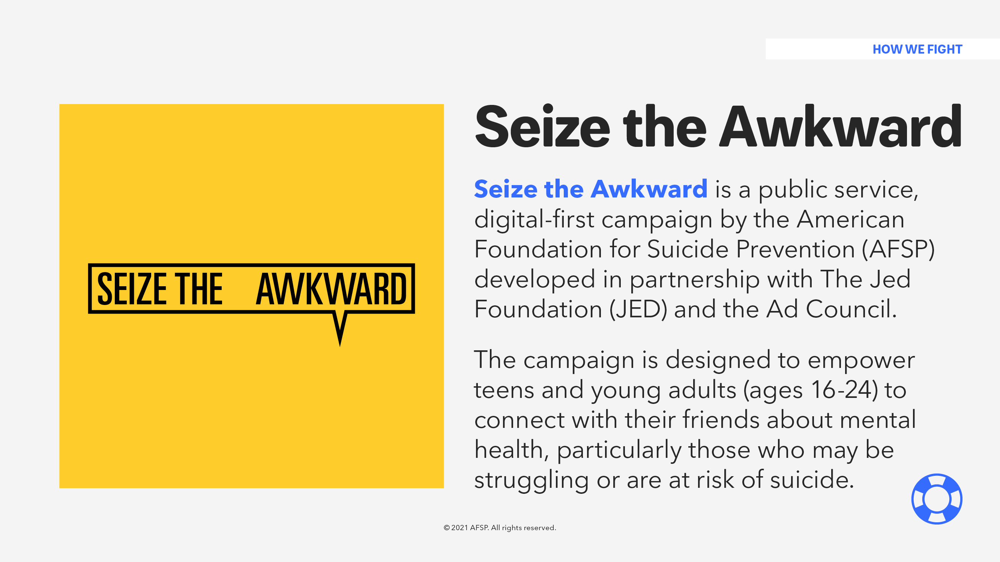 HOW WE FIGHT
SEIZE THE AWKWARD
Seize the Awkward
Seize the Awkward is a public service,
digital-first campaign by the American
Foundation for Suicide Prevention (AFSP)
developed in partnership with The Jed
Foundation (JED) and the Ad Council.
The campaign is designed to empower
teens and young adults (ages 16-24) to
connect with their friends about mental
health, particularly those who may be
struggling or are at risk of suicide.
© 2021 AFSP. All rights reserved.